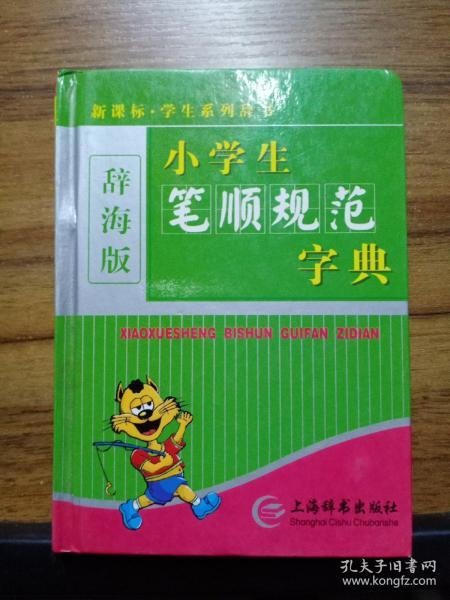 新课标·学生系列辞书
辞海版
小学生
笔顺规范
字典
XIAOXUESHENG BISHUN GUIFAN ZIDIAN
上海辞书出版社
Shanghai Cishu Chubanshe
孔夫子旧书网
www.kongfz.com